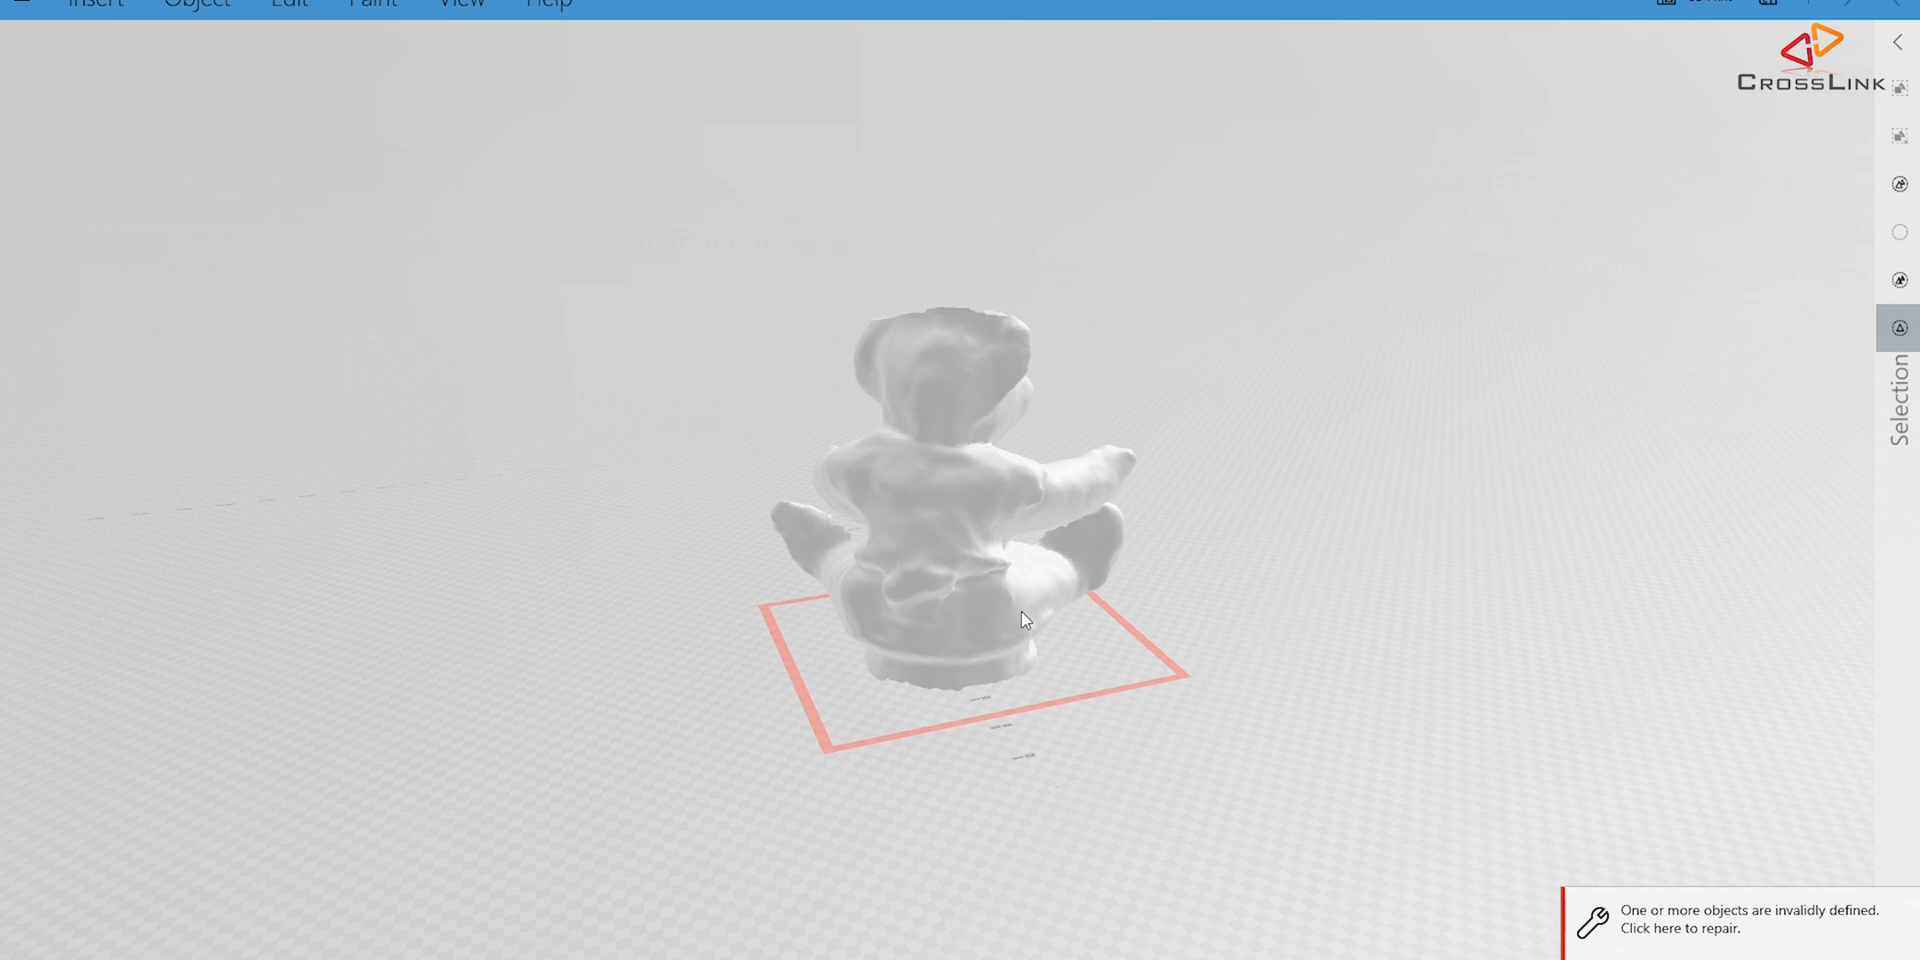 Insert Object Edit Paint View Help
CROSSLINK
Selection
One or more objects are invalidly defined.
Click here to repair.